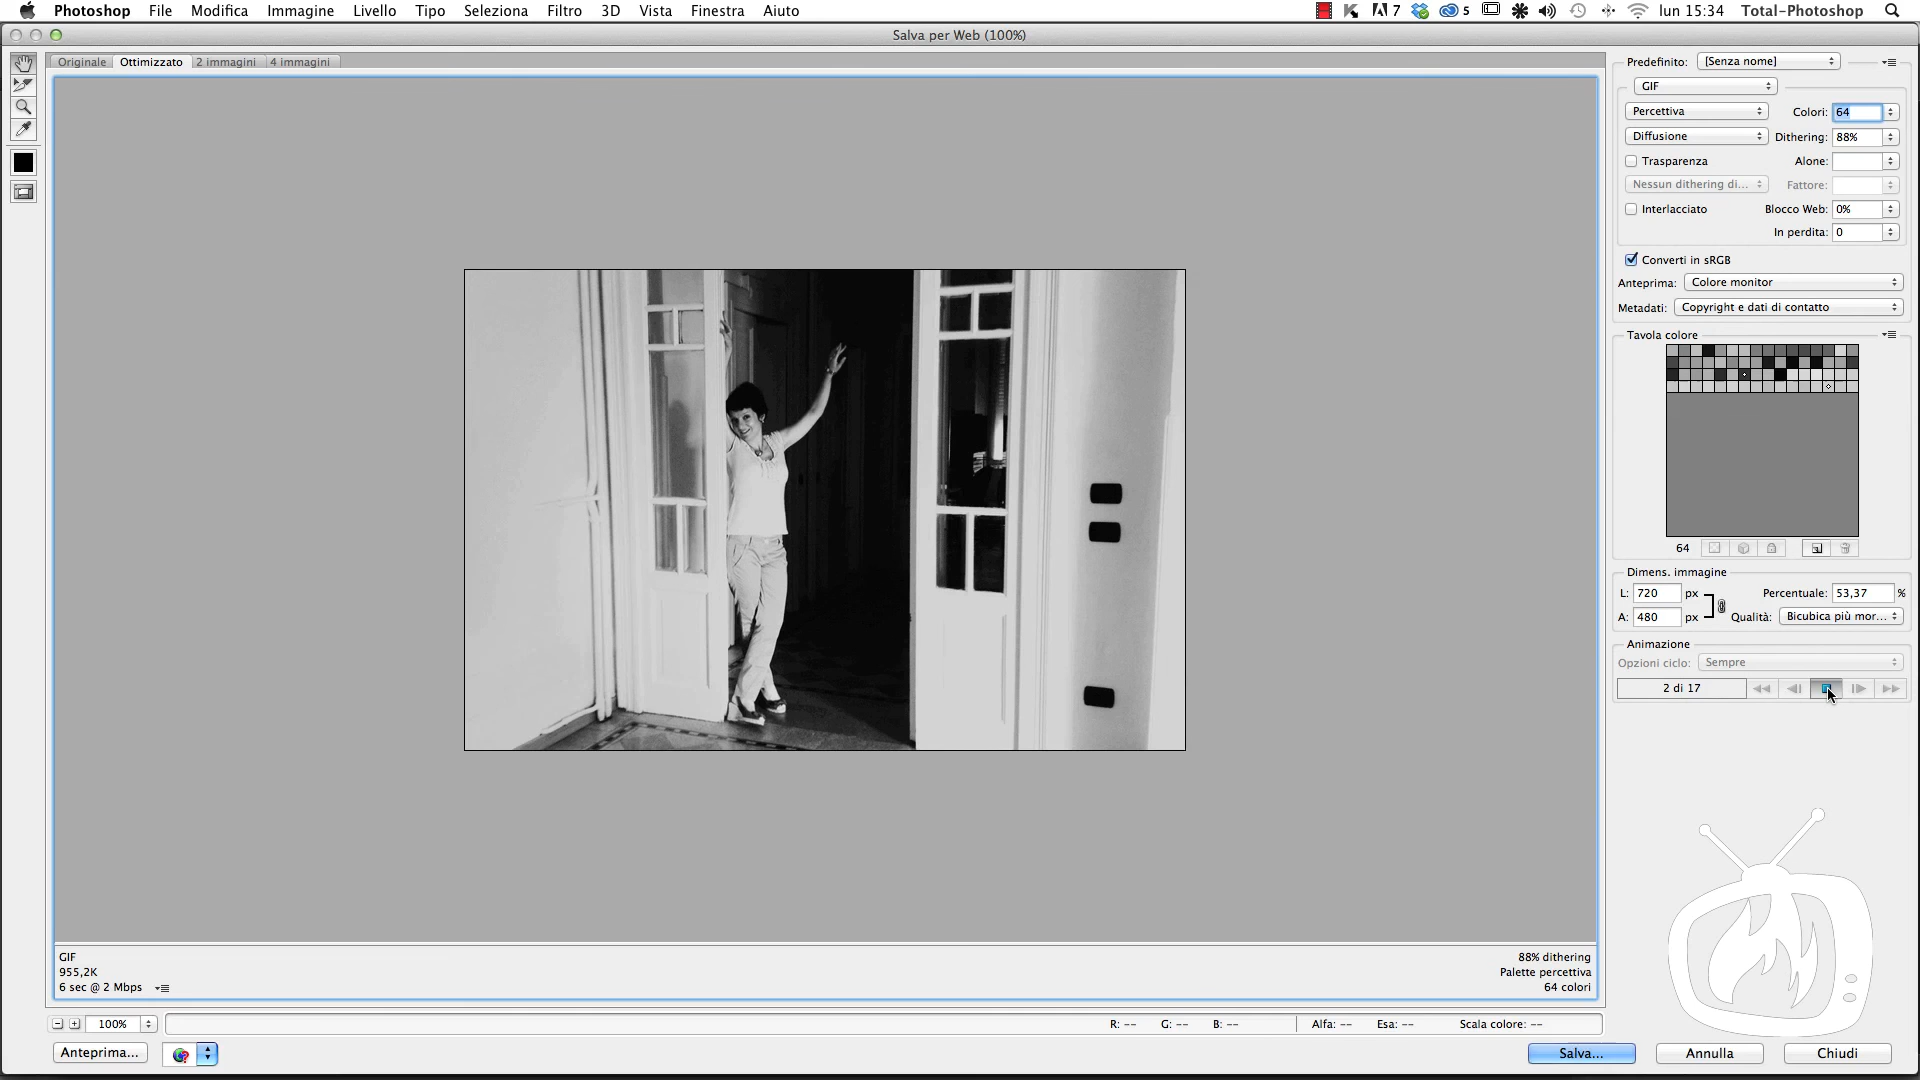 Photoshop File Modifica Immagine Livello Tipo Seleziona Filtro 3D Vista Finestra Aiuto 7 5 lun 15:34 Total-Photoshop
Salva per Web (100%)
Originale Ottimizzato 2 immagini 4 immagini
Predefinito: [Senza nome]
GIF
Percettiva Colori: 64
Diffusione Dithering: 88%
Trasparenza Alone:
Nessun dithering di... Fattore:
Interlacciato Blocco Web: 0%
In perdita: 0
Converti in sRGB
Anteprima: Colore monitor
Metadati: Copyright e dati di contatto
Tavola colore
64
Dimens. immagine
L: 720 px Percentuale: 53,37 %
A: 480 px Qualità: Bicubica più mor...
Animazione
Opzioni ciclo: Sempre
2 di 17
GIF 88% dithering
955,2K Palette percettiva
6 sec @ 2 Mbps 64 colori
100% R: -- G: -- B: -- Alfa: -- Esa: -- Scala colore: --
Anteprima... Salva... Annulla Chiudi